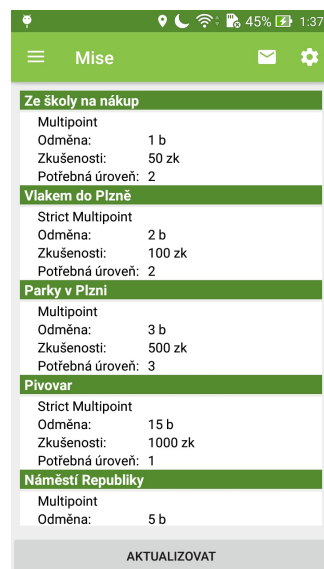 45% 1:37
Mise
Ze školy na nákup
Multipoint
Odměna: 1 b
Zkušenosti: 50 zk
Potřebná úroveň: 2
Vlakem do Plzně
Strict Multipoint
Odměna: 2 b
Zkušenosti: 100 zk
Potřebná úroveň: 2
Parky v Plzni
Multipoint
Odměna: 3 b
Zkušenosti: 500 zk
Potřebná úroveň: 3
Pivovar
Strict Multipoint
Odměna: 15 b
Zkušenosti: 1000 zk
Potřebná úroveň: 1
Náměstí Republiky
Multipoint
Odměna: 5 b
AKTUALIZOVAT